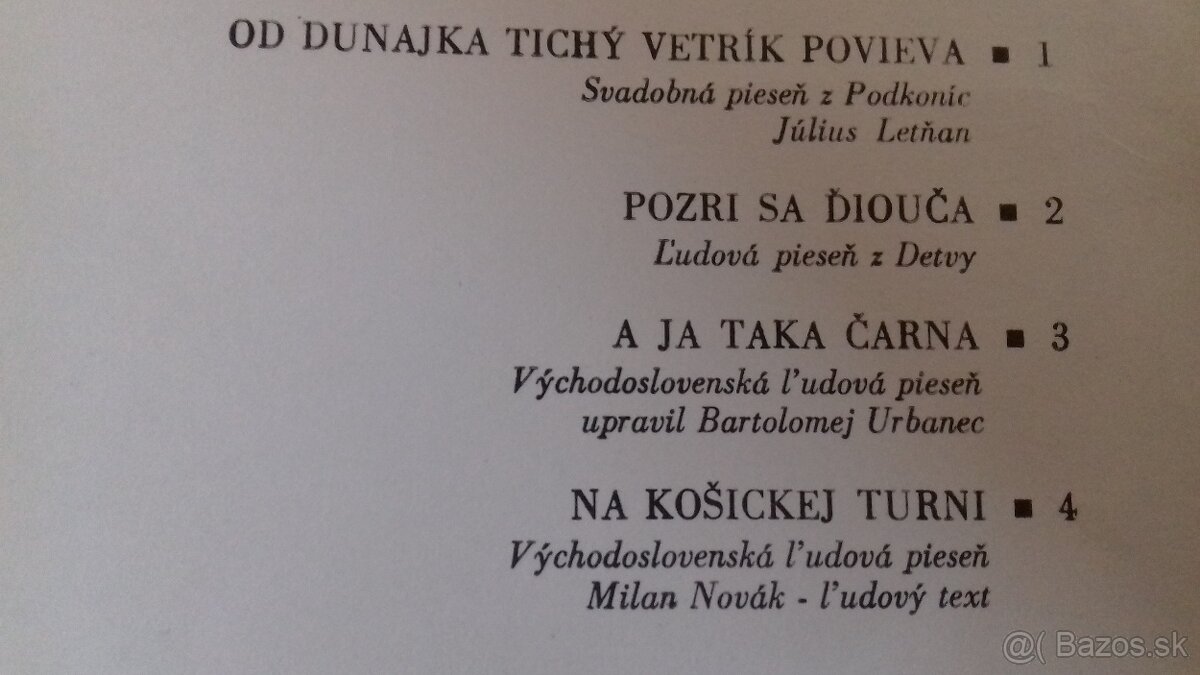 OD DUNAJKA TICHÝ VETRÍK POVIEVA ■ 1
Svadobná pieseň z Podkoníc
Július Letňan
POZRI SA ĎIOUČA ■ 2
Ľudová pieseň z Detvy
A JA TAKA ČARNA ■ 3
Východoslovenská ľudová pieseň
upravil Bartolomej Urbanec
NA KOŠICKEJ TURNI ■ 4
Východoslovenská ľudová pieseň
Milan Novák - ľudový text
@( Bazos.sk